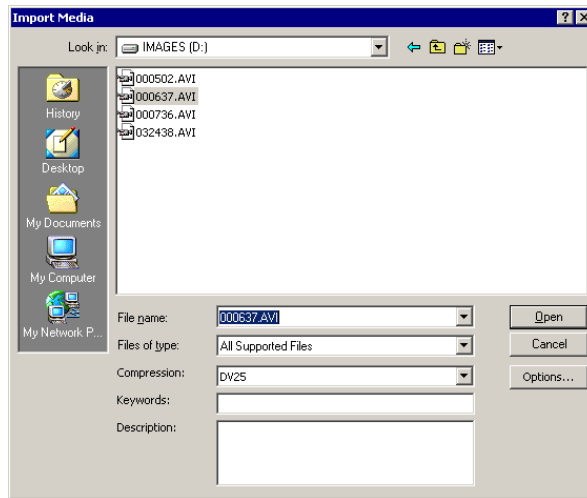 Import Media
Look in: IMAGES (D:)
000502.AVI
000637.AVI
000736.AVI
032438.AVI
History
Desktop
My Documents
My Computer
My Network P...
File name: 000637.AVI Open
Files of type: All Supported Files Cancel
Compression: DV25 Options...
Keywords:
Description: